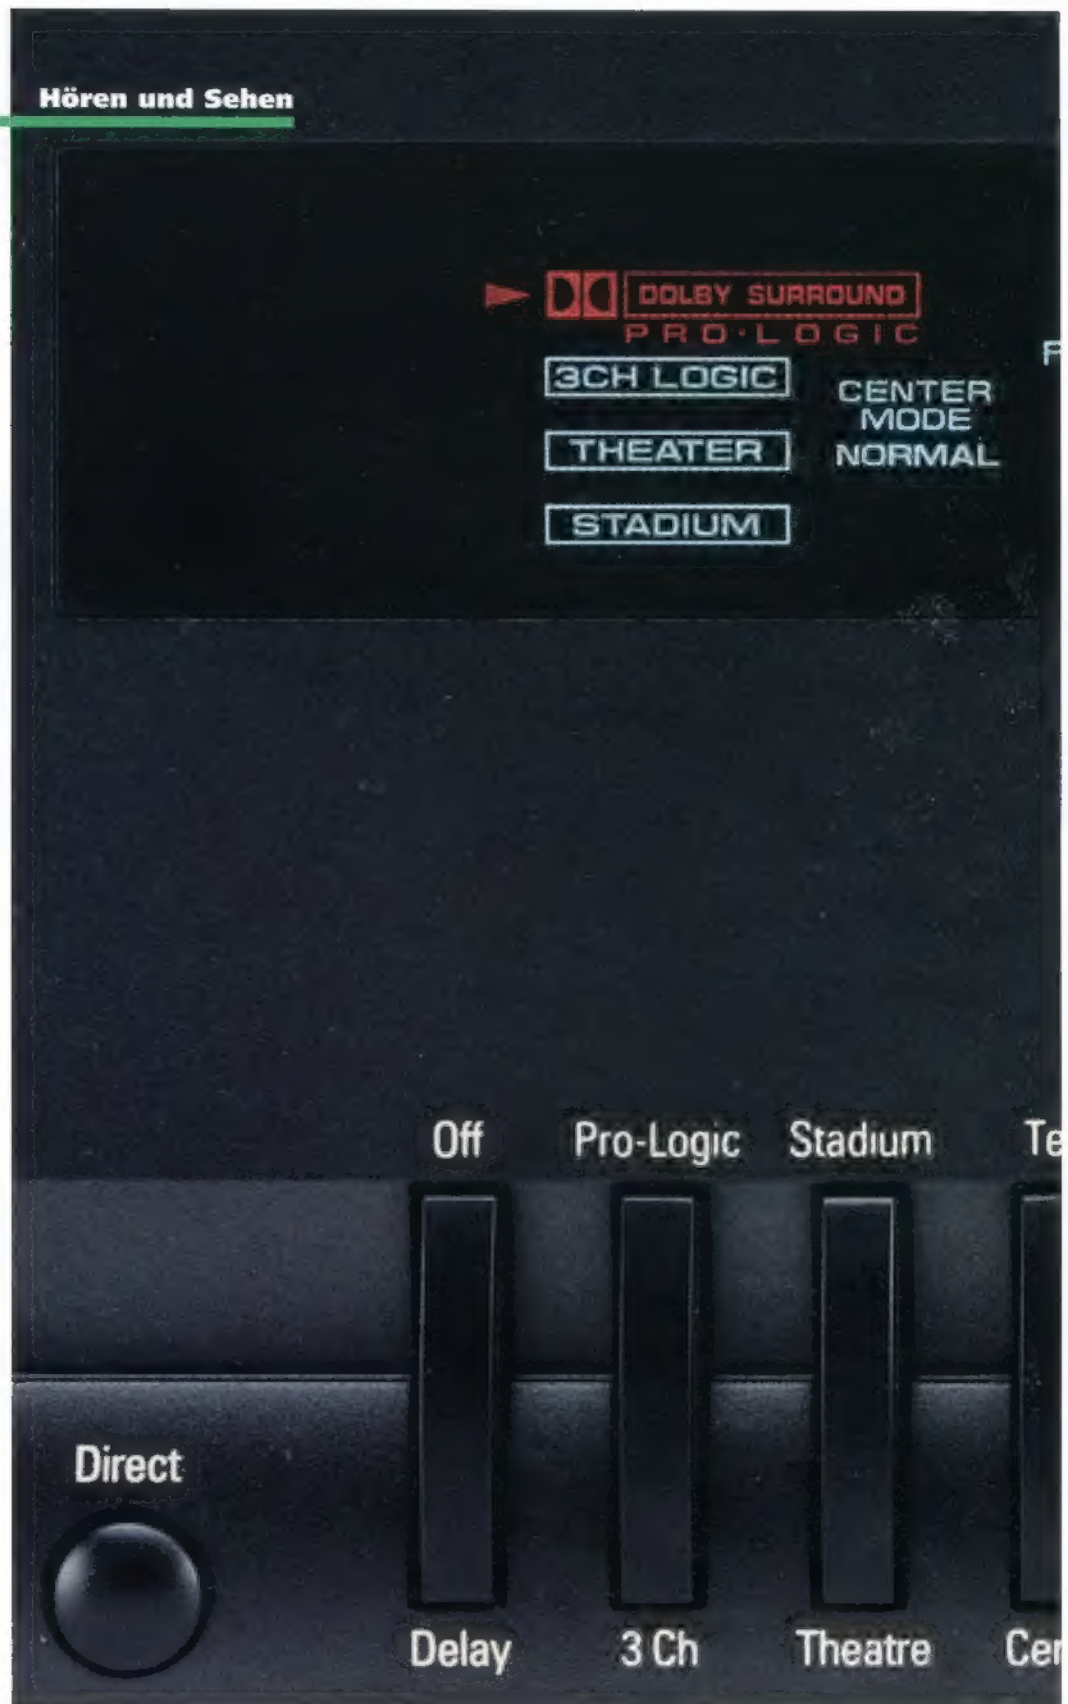 Hören und Sehen
DOLBY SURROUND
PRO·LOGIC
3CH LOGIC
CENTER
MODE
THEATER
NORMAL
STADIUM
Off Pro-Logic Stadium
Direct
Delay 3 Ch Theatre